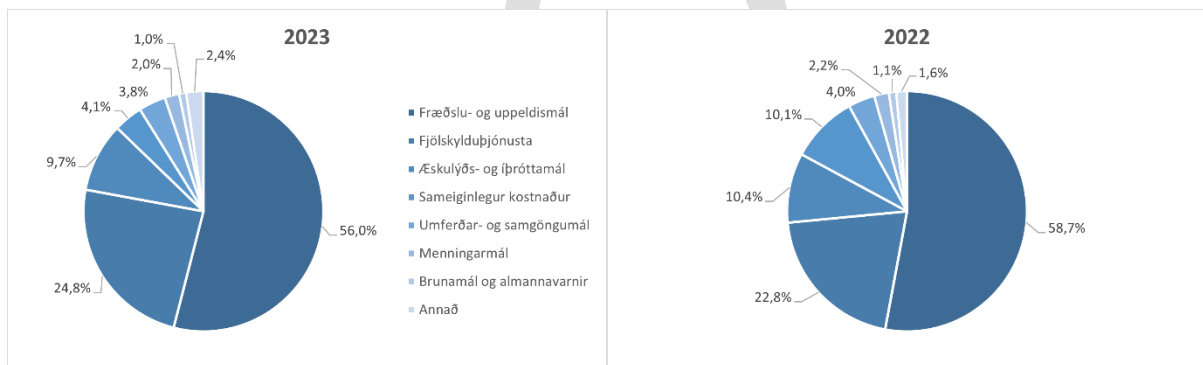 2023
1,0%
2,4%
2,0%
3,8%
4,1%
9,7%
24,8%
56,0%
Fræðslu- og uppeldismál
Fjölskylduþjónusta
Æskulýðs- og íþróttamál
Sameiginlegur kostnaður
Umferðar- og samgöngumál
Menningarmál
Brunamál og almannavarnir
Annað
2022
2,2%
1,1%
1,6%
4,0%
10,1%
10,4%
22,8%
58,7%